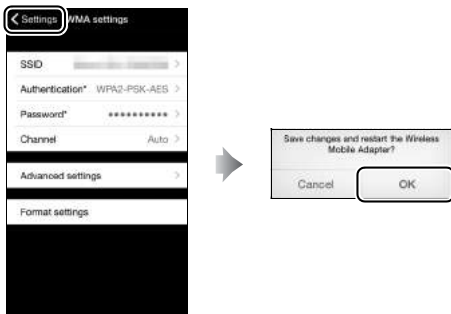 Settings WMA settings
SSID
Authentication* WPA2-PSK-AES
Password* **********
Channel Auto
Advanced settings
Format settings
Save changes and restart the Wireless
Mobile Adapter?
Cancel OK